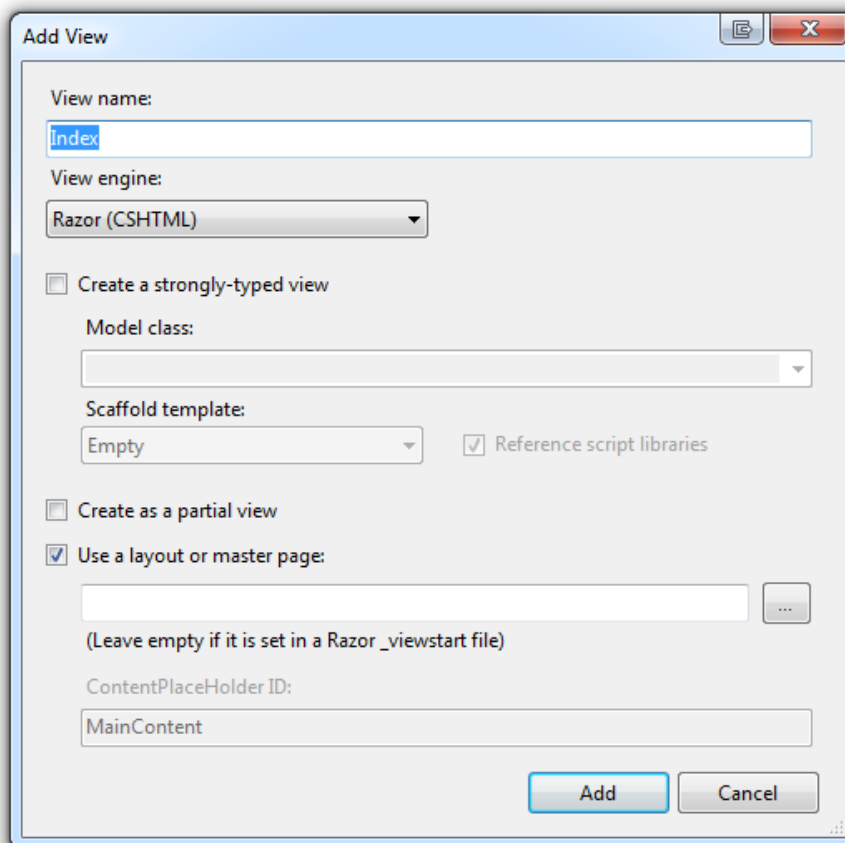 Add View
View name:
Index
View engine:
Razor (CSHTML)
Create a strongly-typed view
Model class:
Scaffold template:
Empty
Reference script libraries
Create as a partial view
Use a layout or master page:
...
(Leave empty if it is set in a Razor _viewstart file)
ContentPlaceHolder ID:
MainContent
Add
Cancel